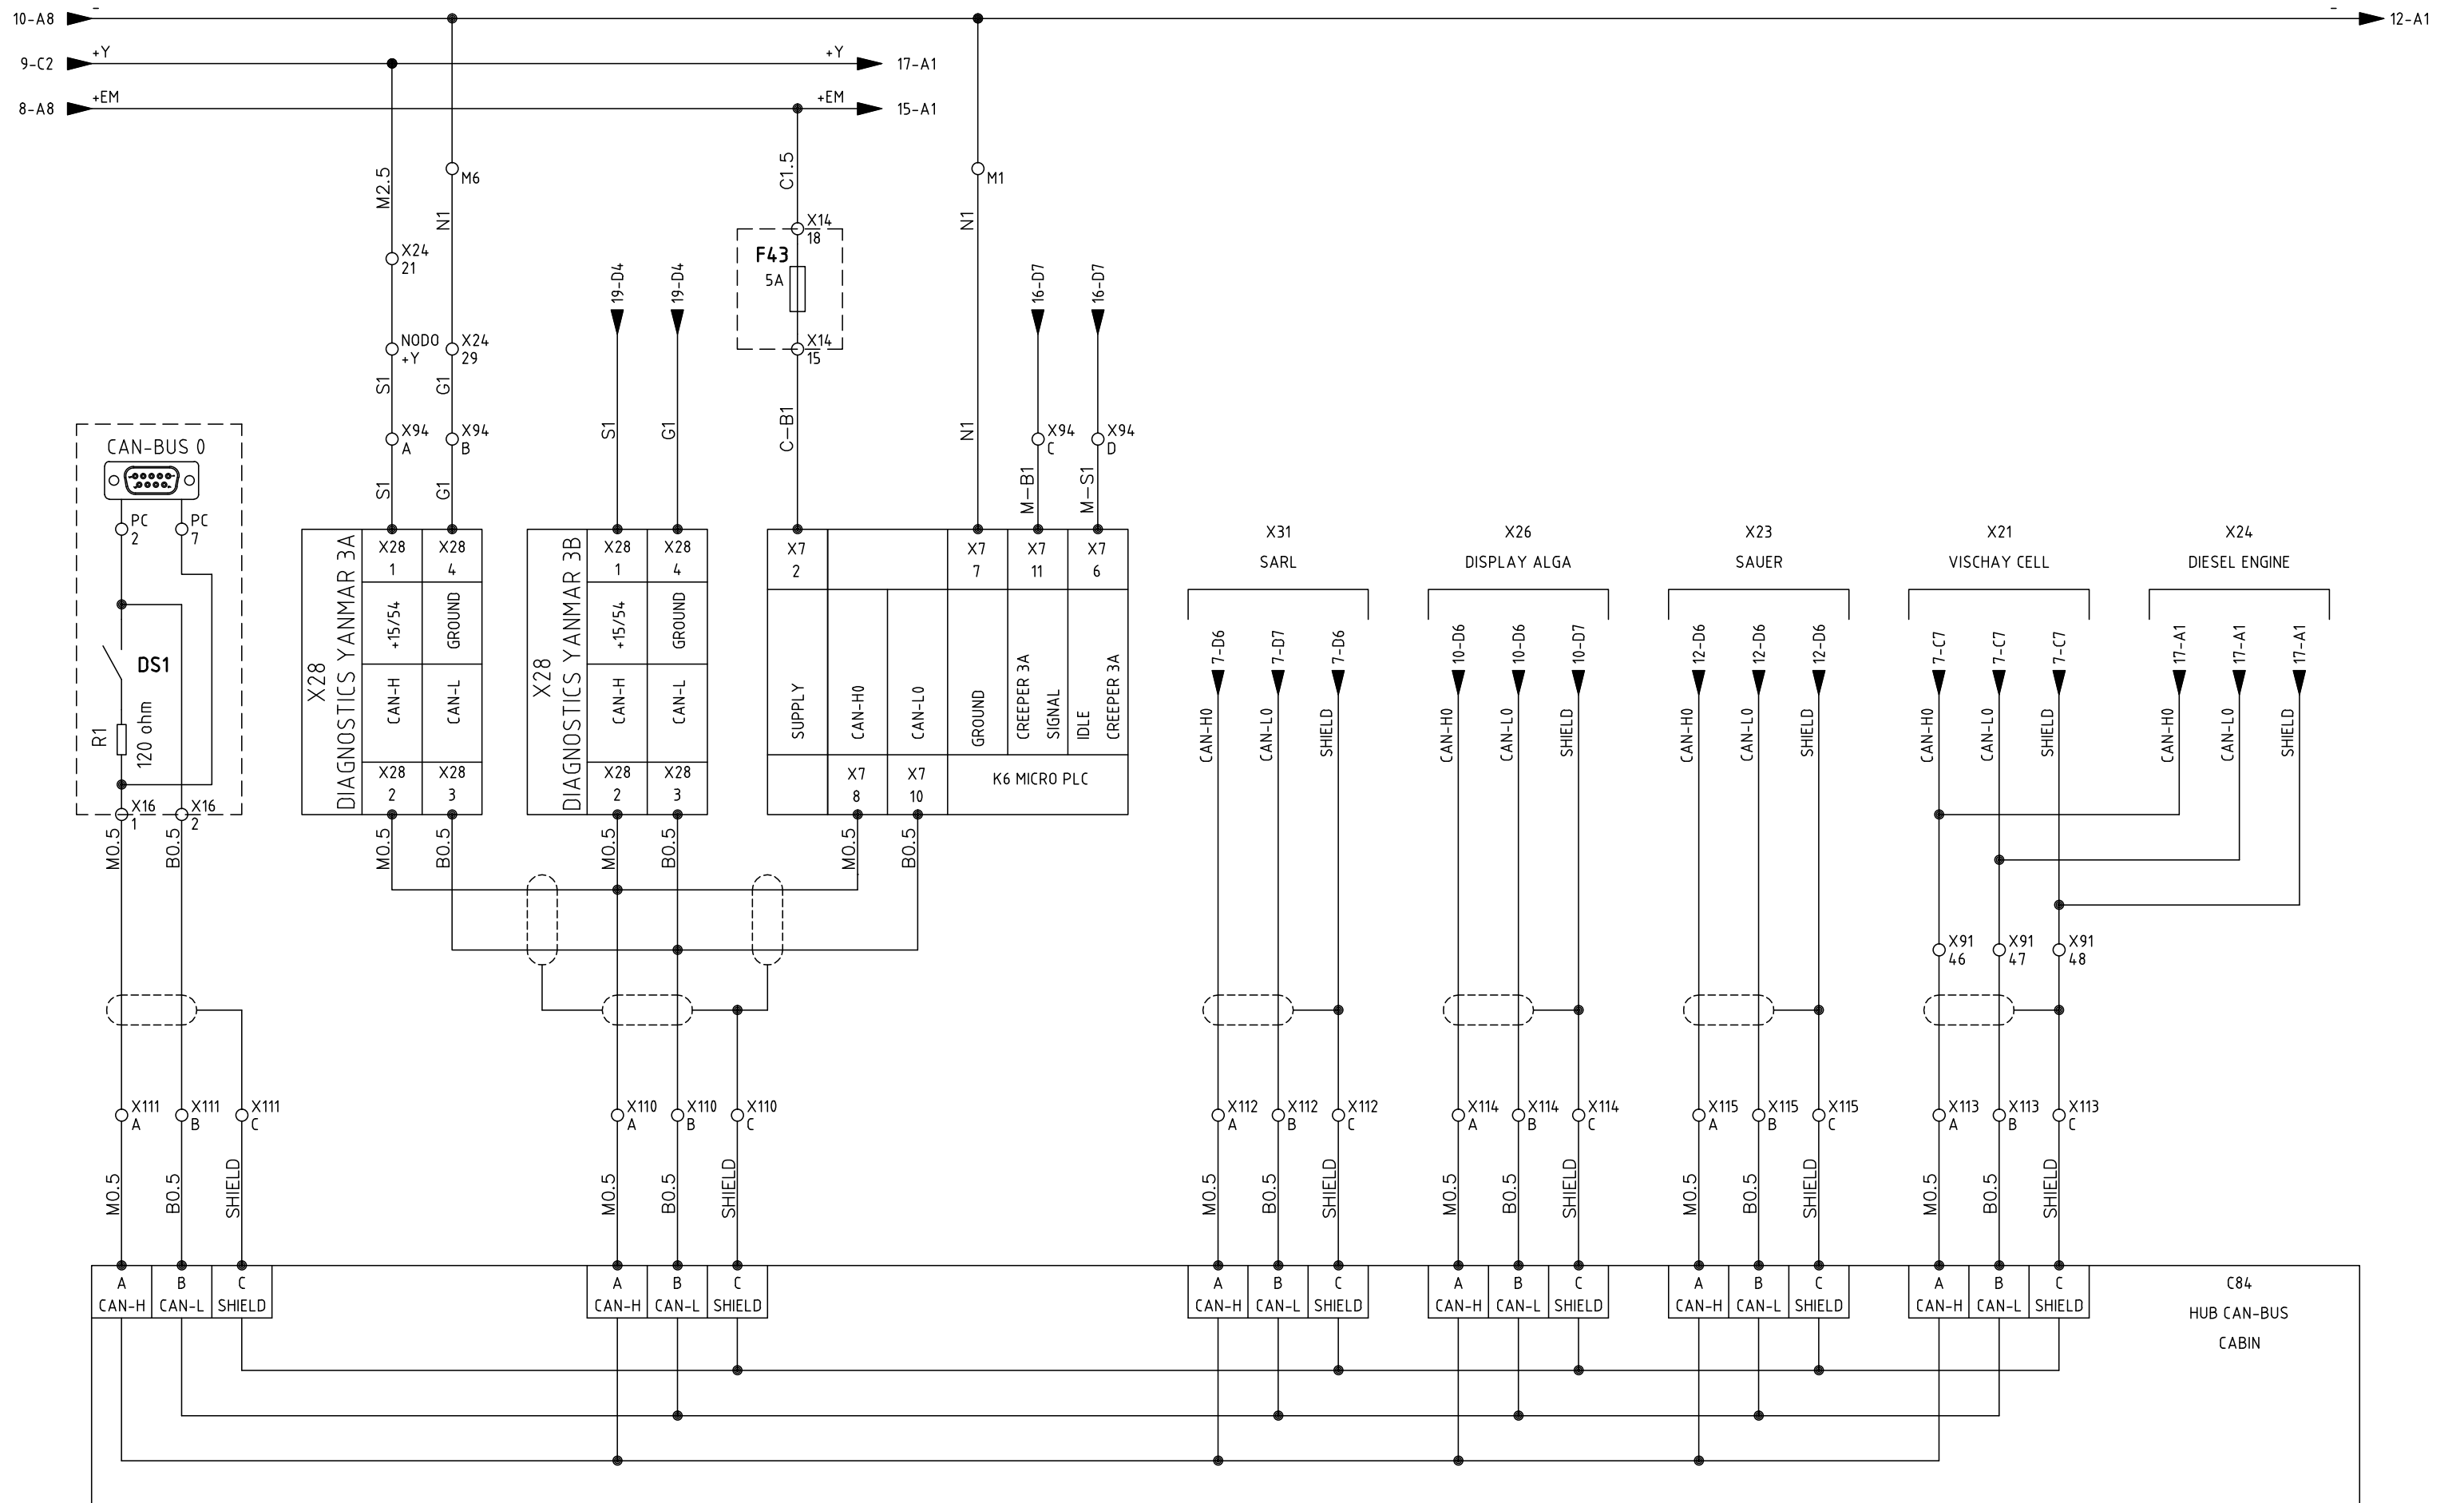 10-A8
-
-
12-A1
9-C2
+Y
+Y
17-A1
8-A8
+EM
+EM
15-A1
M2.5
M6
N1
C1.5
M1
N1
X24
21
X14
18
F43
5A
X14
15
19-D4
19-D4
16-D7
16-D7
NODO
+Y
X24
29
S1
G1
X94
A
X94
B
S1
G1
S1
G1
C-B1
N1
X94
C
X94
D
M-B1
M-S1
CAN-BUS 0
PC
2
PC
7
DS1
R1
120 ohm
X16
1
X16
2
X28
DIAGNOSTICS YANMAR 3A
X28
1
X28
4
+15/54
GROUND
CAN-H
CAN-L
X28
2
X28
3
X28
DIAGNOSTICS YANMAR 3B
X28
1
X28
4
+15/54
GROUND
CAN-H
CAN-L
X28
2
X28
3
X7
2
X7
7
X7
11
X7
6
SUPPLY
CAN-H0
CAN-L0
GROUND
CREEPER 3A
SIGNAL
IDLE
CREEPER 3A
X7
8
X7
10
K6 MICRO PLC
X31
SARL
X26
DISPLAY ALGA
X23
SAUER
X21
VISCHAY CELL
X24
DIESEL ENGINE
7-D6
7-D7
7-D6
10-D6
10-D6
10-D7
12-D6
12-D6
12-D6
7-C7
7-C7
7-C7
17-A1
17-A1
17-A1
CAN-H0
CAN-L0
SHIELD
CAN-H0
CAN-L0
SHIELD
CAN-H0
CAN-L0
SHIELD
CAN-H0
CAN-L0
SHIELD
CAN-H0
CAN-L0
SHIELD
M0.5
B0.5
M0.5
B0.5
M0.5
B0.5
M0.5
B0.5
X91
46
X91
47
X91
48
X111
A
X111
B
X111
C
X110
A
X110
B
X110
C
X112
A
X112
B
X112
C
X114
A
X114
B
X114
C
X115
A
X115
B
X115
C
X113
A
X113
B
X113
C
M0.5
B0.5
SHIELD
M0.5
B0.5
SHIELD
M0.5
B0.5
SHIELD
M0.5
B0.5
SHIELD
M0.5
B0.5
SHIELD
M0.5
B0.5
SHIELD
A
B
C
CAN-H
CAN-L
SHIELD
A
B
C
CAN-H
CAN-L
SHIELD
A
B
C
CAN-H
CAN-L
SHIELD
A
B
C
CAN-H
CAN-L
SHIELD
A
B
C
CAN-H
CAN-L
SHIELD
A
B
C
CAN-H
CAN-L
SHIELD
C84
HUB CAN-BUS
CABIN